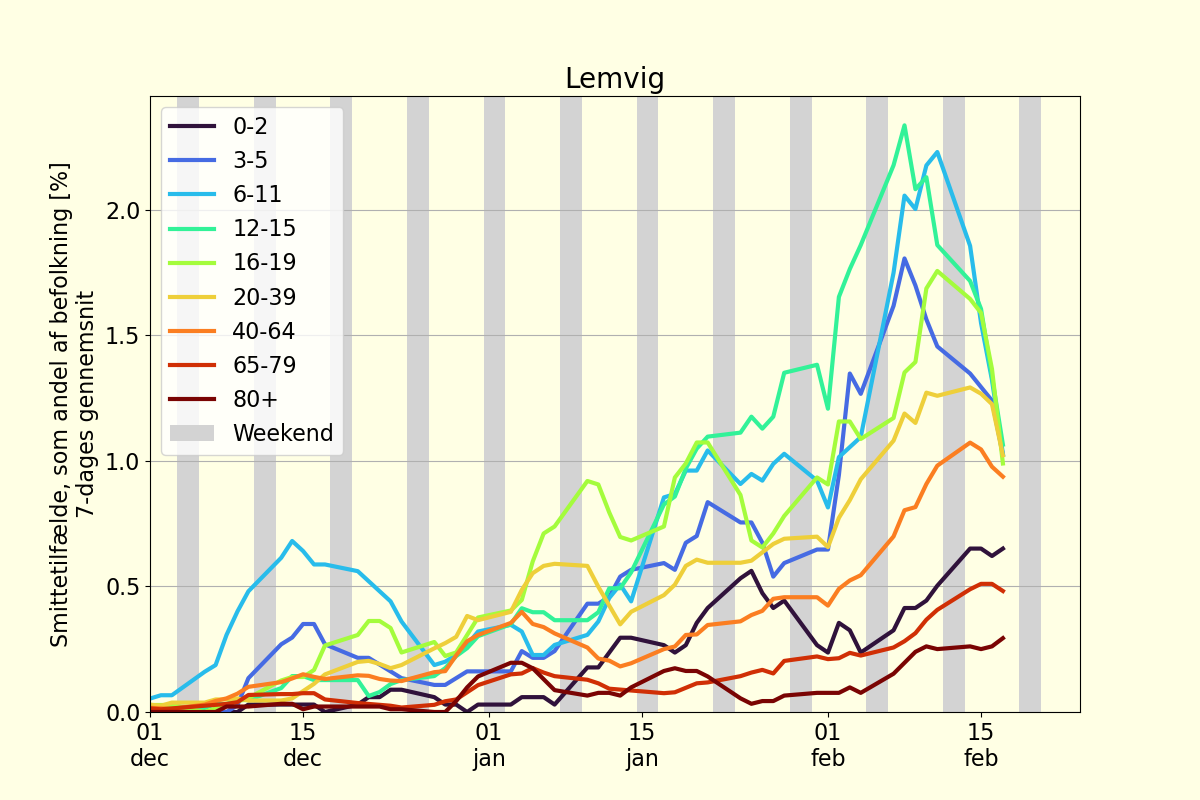 Lemvig
Smittetilfælde, som andel af befolkning [%]
7-dages gennemsnit
2.0
1.5
1.0
0.5
0.0
0-2
3-5
6-11
12-15
16-19
20-39
40-64
65-79
80+
Weekend
01 15 01 15 01 15
dec dec jan jan feb feb